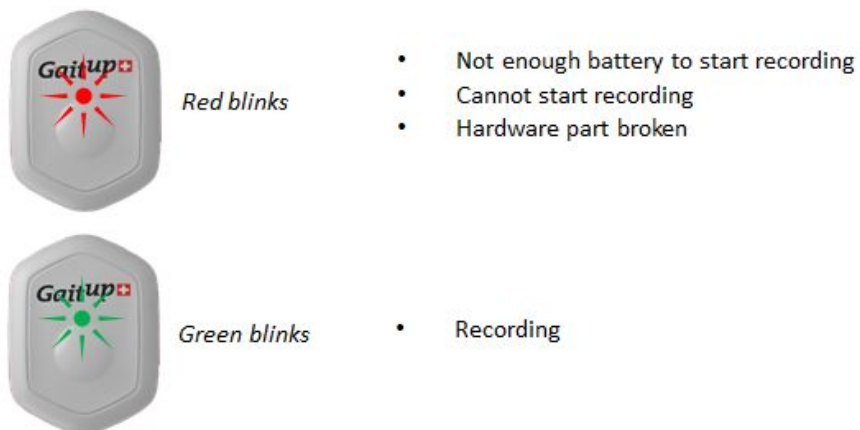 Gaitup
Red blinks
• Not enough battery to start recording
• Cannot start recording
• Hardware part broken
Gaitup
Green blinks
• Recording